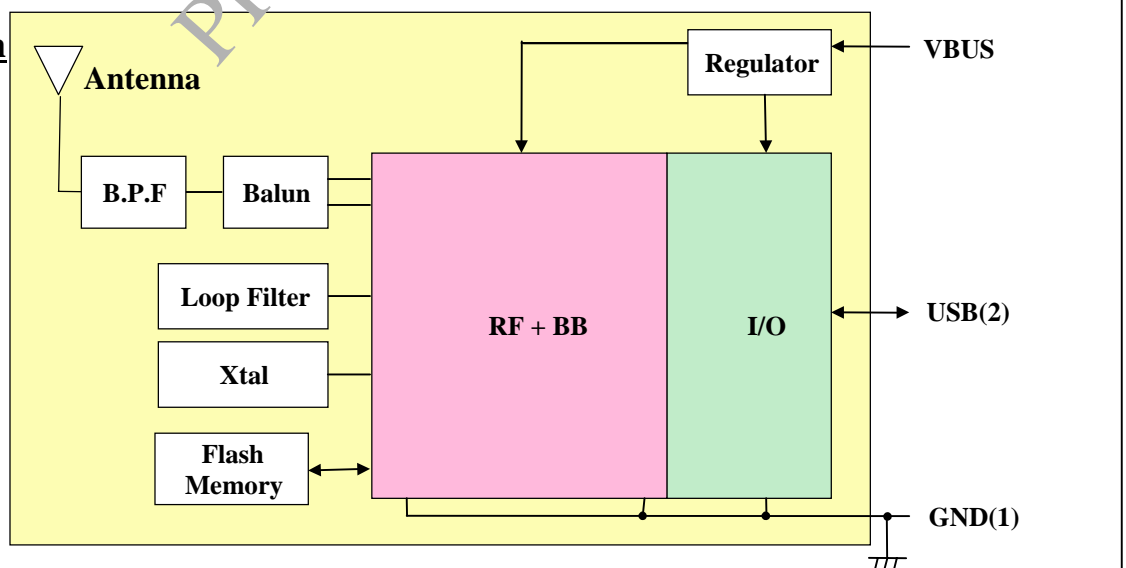 Antenna
Regulator
VBUS
B.P.F
Balun
Loop Filter
RF + BB
I/O
USB(2)
Xtal
Flash
Memory
GND(1)